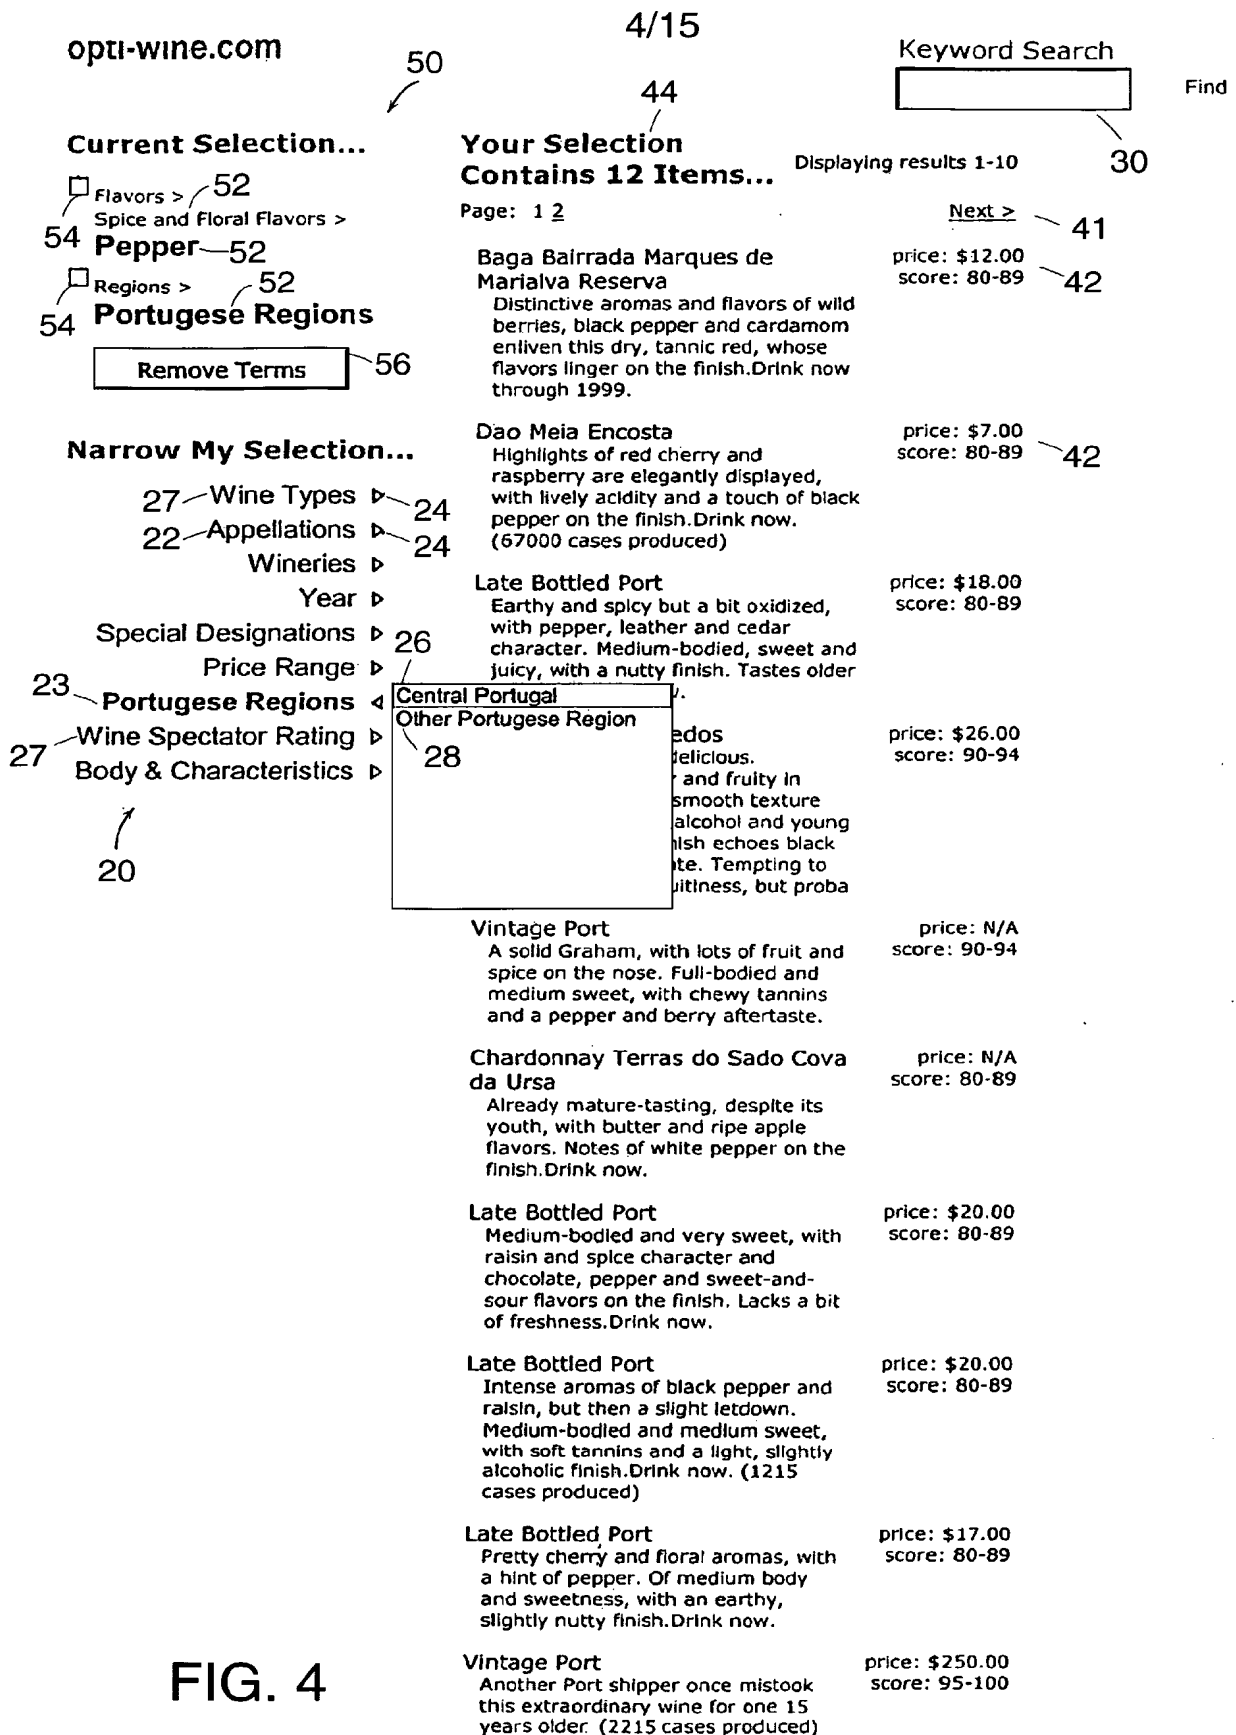 4/15
opti-wine.com
50
Keyword Search
Find
30
Current Selection...
54 Flavors > 52
Spice and Floral Flavors >
Pepper 52
54 Regions > 52
Portugese Regions
Remove Terms 56
Narrow My Selection...
27 Wine Types 24
22 Appellations 24
Wineries
Year
Special Designations
Price Range
23 Portugese Regions
27 Wine Spectator Rating
Body & Characteristics
20
26
Central Portugal
Other Portugese Region
28
44
Your Selection
Contains 12 Items...
Displaying results 1-10
Page: 1 2
Next > 41
Baga Bairrada Marques de
Marialva Reserva
price: $12.00
score: 80-89 42
Distinctive aromas and flavors of wild
berries, black pepper and cardamom
enliven this dry, tannic red, whose
flavors linger on the finish.Drink now
through 1999.
Dao Meia Encosta
price: $7.00
score: 80-89 42
Highlights of red cherry and
raspberry are elegantly displayed,
with lively acidity and a touch of black
pepper on the finish.Drink now.
(67000 cases produced)
Late Bottled Port
price: $18.00
score: 80-89
Earthy and spicy but a bit oxidized,
with pepper, leather and cedar
character. Medium-bodied, sweet and
juicy, with a nutty finish. Tastes older
edos
price: $26.00
score: 90-94
delicious.
and fruity in
smooth texture
alcohol and young
ish echoes black
te. Tempting to
uitiness, but proba
Vintage Port
price: N/A
score: 90-94
A solid Graham, with lots of fruit and
spice on the nose. Full-bodied and
medium sweet, with chewy tannins
and a pepper and berry aftertaste.
Chardonnay Terras do Sado Cova
da Ursa
price: N/A
score: 80-89
Already mature-tasting, despite its
youth, with butter and ripe apple
flavors. Notes of white pepper on the
finish.Drink now.
Late Bottled Port
price: $20.00
score: 80-89
Medium-bodied and very sweet, with
raisin and spice character and
chocolate, pepper and sweet-and-
sour flavors on the finish. Lacks a bit
of freshness.Drink now.
Late Bottled Port
price: $20.00
score: 80-89
Intense aromas of black pepper and
raisin, but then a slight letdown.
Medium-bodied and medium sweet,
with soft tannins and a light, slightly
alcoholic finish.Drink now. (1215
cases produced)
Late Bottled Port
price: $17.00
score: 80-89
Pretty cherry and floral aromas, with
a hint of pepper. Of medium body
and sweetness, with an earthy,
slightly nutty finish.Drink now.
Vintage Port
price: $250.00
score: 95-100
Another Port shipper once mistook
this extraordinary wine for one 15
years older. (2215 cases produced)
FIG. 4